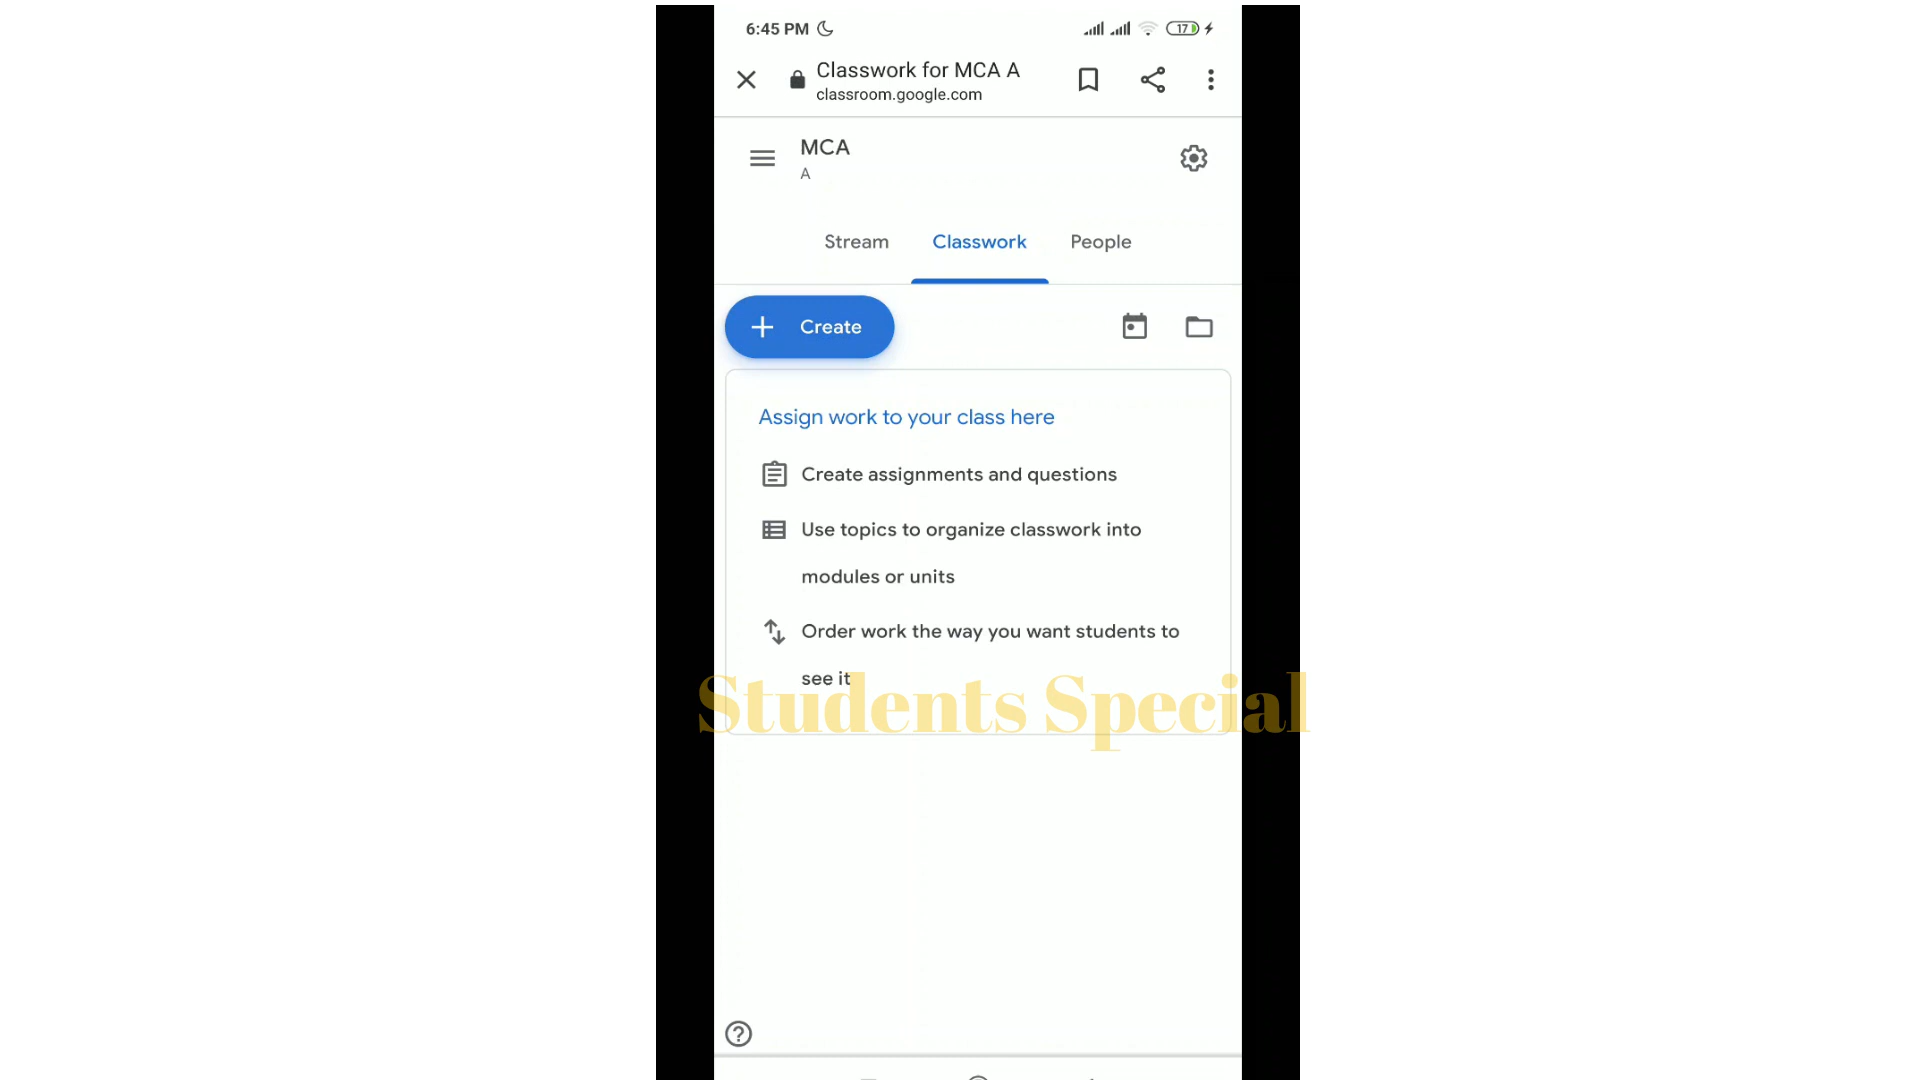 6:45 PM
17
Classwork for MCA A
classroom.google.com
MCA
A
Stream Classwork People
Create
Assign work to your class here
Create assignments and questions
Use topics to organize classwork into
modules or units
Order work the way you want students to
see it
Students Special